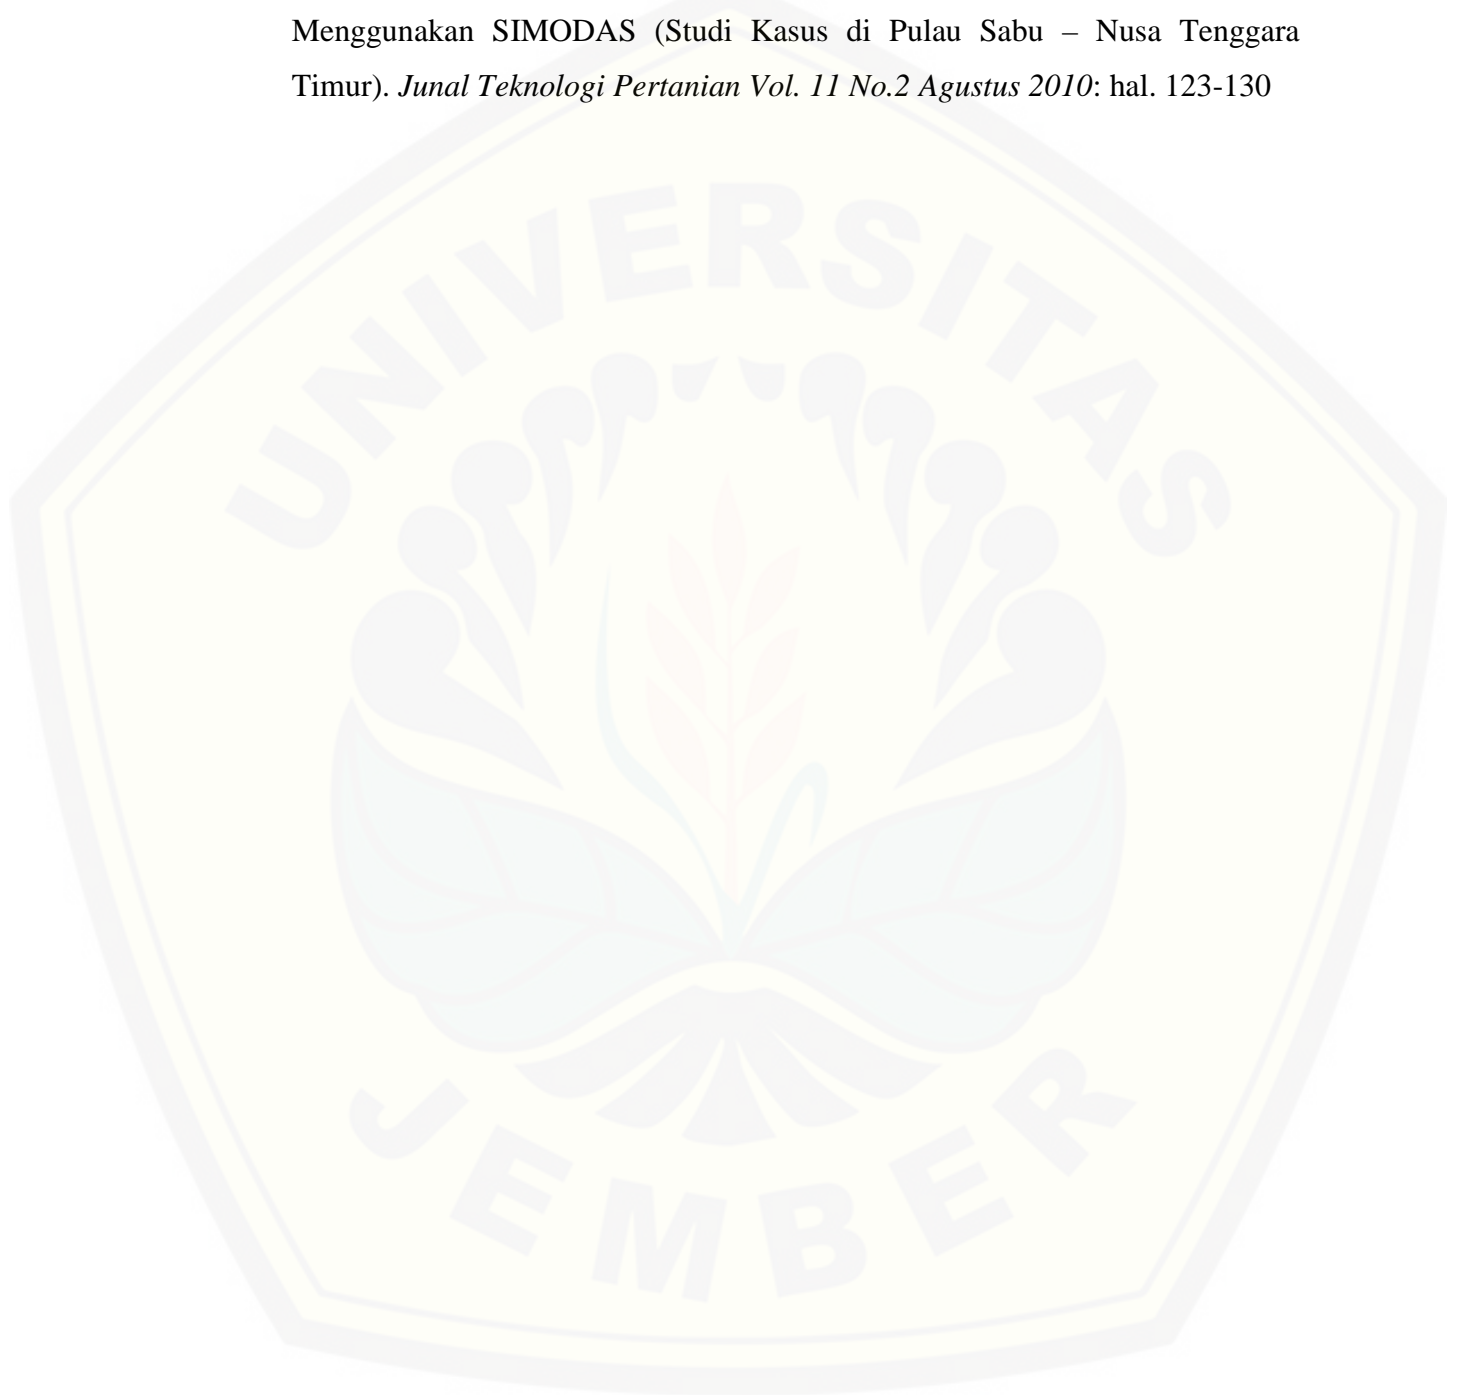 Menggunakan SIMODAS (Studi Kasus di Pulau Sabu – Nusa Tenggara
Timur). Junal Teknologi Pertanian Vol. 11 No.2 Agustus 2010: hal. 123-130
UNIVERSITAS
JEMBER